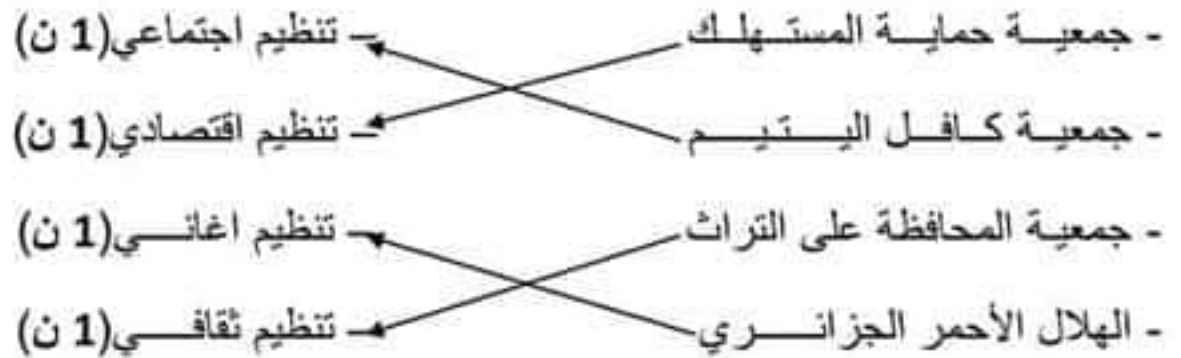 - جمعية حماية المستهلك – تنظيم اجتماعي(1 ن)
- جمعية كافل اليتيم – تنظيم اقتصادي(1 ن)
- جمعية المحافظة على التراث – تنظيم اغاثي(1 ن)
- الهلال الأحمر الجزائري – تنظيم ثقافي(1 ن)